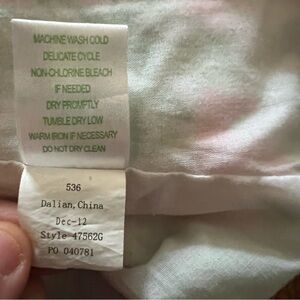 MACHINE WASH COLD
DELICATE CYCLE
NON-CHLORINE BLEACH
IF NEEDED
DRY PROMPTLY
TUMBLE DRY LOW
WARM IRON IF NECESSARY
DO NOT DRY CLEAN
536
Dalian, China
Dec-12
Style 47562G
PO 040781